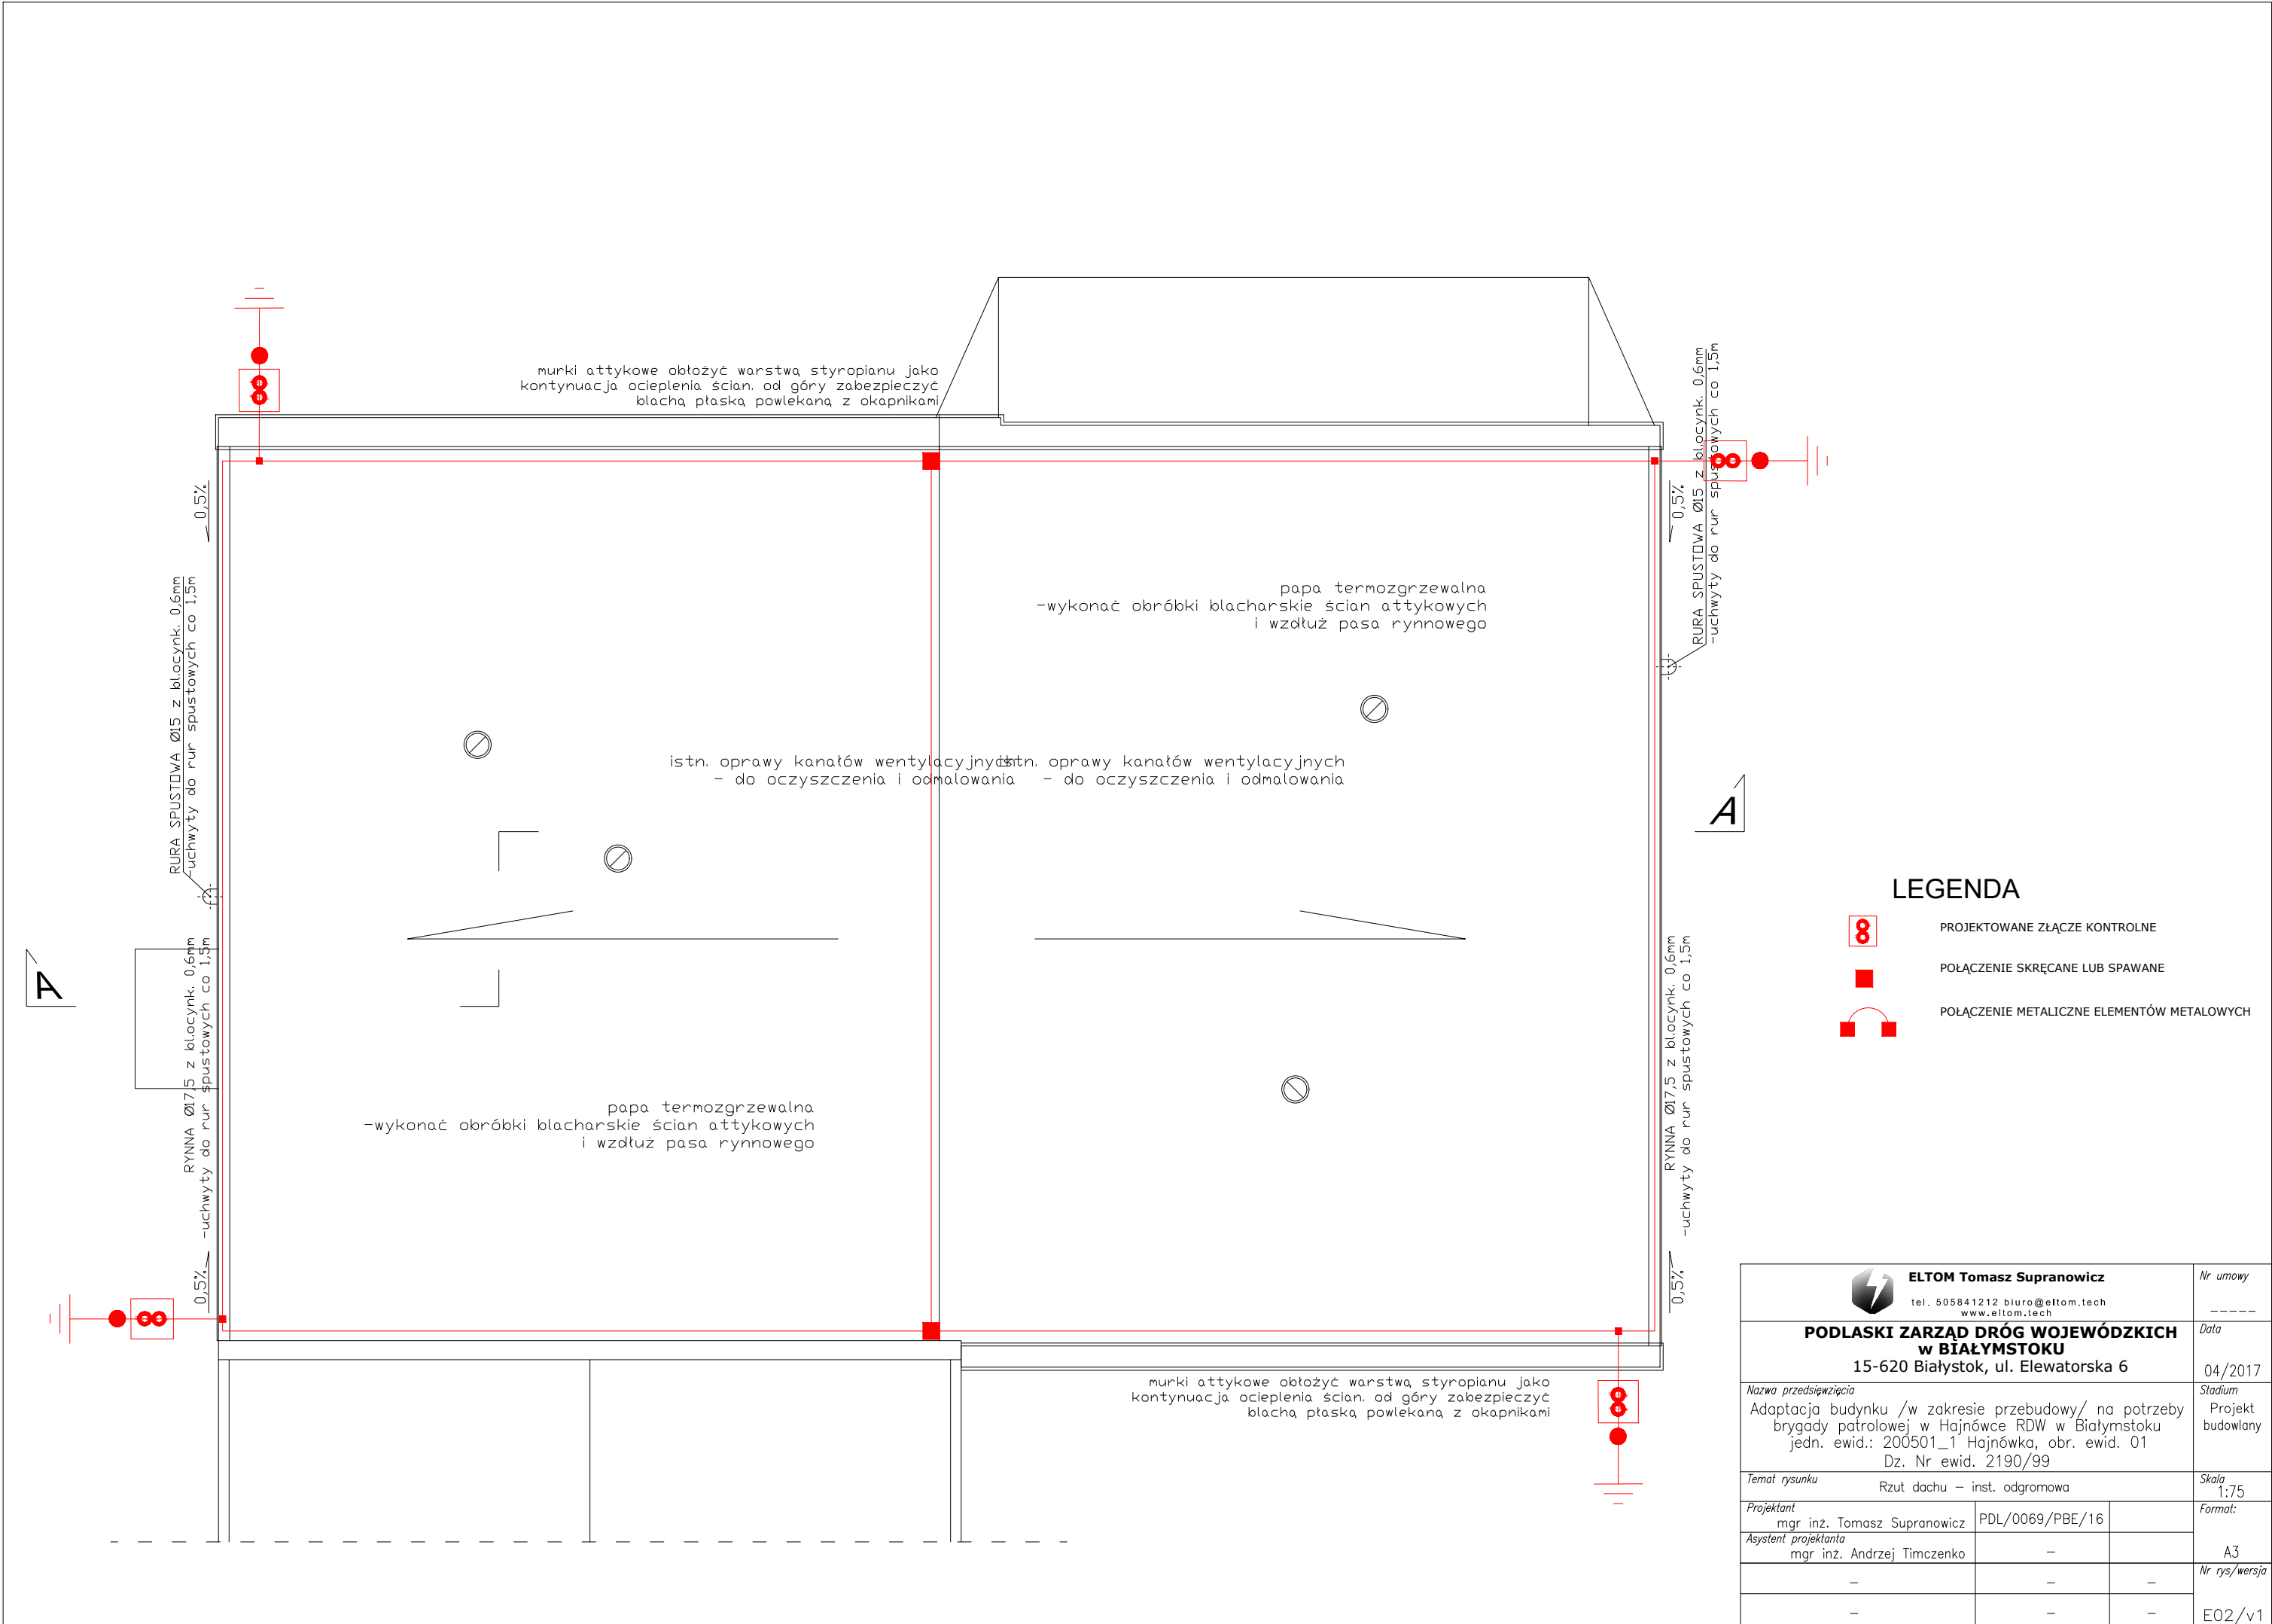 murki attykowe obłożyć warstwą styropianu jako
kontynuacja ocieplenia ścian. od góry zabezpieczyć
blachą płaską powlekaną z okapnikami
RURA SPUSTOWA Ø15 z bl.ocynk. 0,6mm
-uchwyty do rur spustowych co 1,5m
0,5%
0,5%
RURA SPUSTOWA Ø15 z bl.ocynk. 0,6mm
-uchwyty do rur spustowych co 1,5m
papa termozgrzewalna
-wykonać obróbki blacharskie ścian attykowych
i wzdłuż pasa rynnowego
istn. oprawy kanałów wentylacyjnych
- do oczyszczenia i odmalowania
istn. oprawy kanałów wentylacyjnych
- do oczyszczenia i odmalowania
A
A
RYNNA Ø17,5 z bl.ocynk. 0,6mm
-uchwyty do rur spustowych co 1,5m
RYNNA Ø17,5 z bl.ocynk. 0,6mm
-uchwyty do rur spustowych co 1,5m
papa termozgrzewalna
-wykonać obróbki blacharskie ścian attykowych
i wzdłuż pasa rynnowego
0,5%
0,5%
murki attykowe obłożyć warstwą styropianu jako
kontynuacja ocieplenia ścian. od góry zabezpieczyć
blachą płaską powlekaną z okapnikami
LEGENDA
PROJEKTOWANE ZŁĄCZE KONTROLNE
POŁĄCZENIE SKRĘCANE LUB SPAWANE
POŁĄCZENIE METALICZNE ELEMENTÓW METALOWYCH
ELTOM Tomasz Supranowicz
tel. 505841212 biuro@eltom.tech
www.eltom.tech
Nr umowy
-----
PODLASKI ZARZĄD DRÓG WOJEWÓDZKICH
w BIAŁYMSTOKU
15-620 Białystok, ul. Elewatorska 6
Data
04/2017
Nazwa przedsięwzięcia
Adaptacja budynku /w zakresie przebudowy/ na potrzeby
brygady patrolowej w Hajnówce RDW w Białymstoku
jedn. ewid.: 200501_1 Hajnówka, obr. ewid. 01
Dz. Nr ewid. 2190/99
Stadium
Projekt
budowlany
Temat rysunku
Rzut dachu – inst. odgromowa
Skala
1:75
Projektant
mgr inż. Tomasz Supranowicz
PDL/0069/PBE/16
Format:
A3
Asystent projektanta
mgr inż. Andrzej Timczenko
–
– – –
– – –
Nr rys/wersja
E02/v1